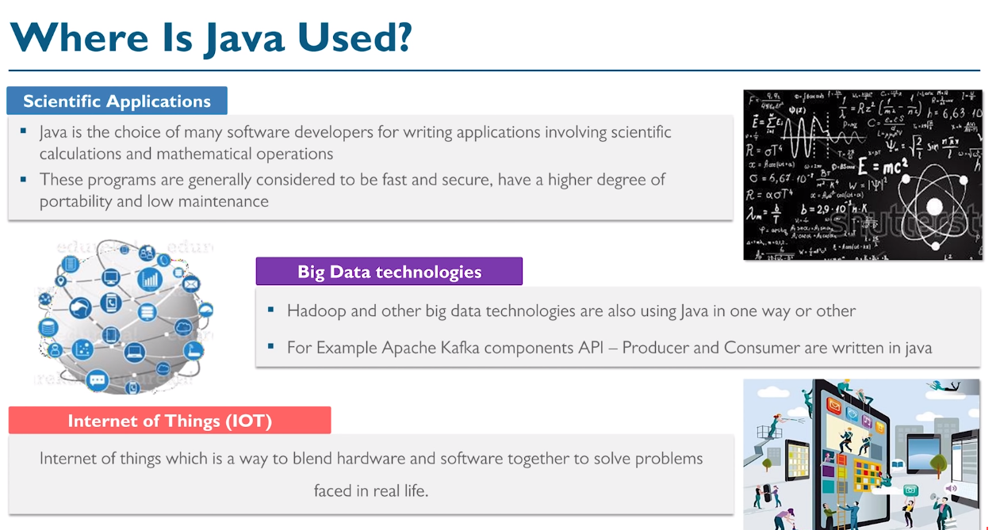 Where Is Java Used?
Scientific Applications
▪ Java is the choice of many software developers for writing applications involving scientific
calculations and mathematical operations
▪ These programs are generally considered to be fast and secure, have a higher degree of
portability and low maintenance
E = mc²
Big Data technologies
▪ Hadoop and other big data technologies are also using Java in one way or other
▪ For Example Apache Kafka components API – Producer and Consumer are written in java
Internet of Things (IOT)
Internet of things which is a way to blend hardware and software together to solve problems
faced in real life.